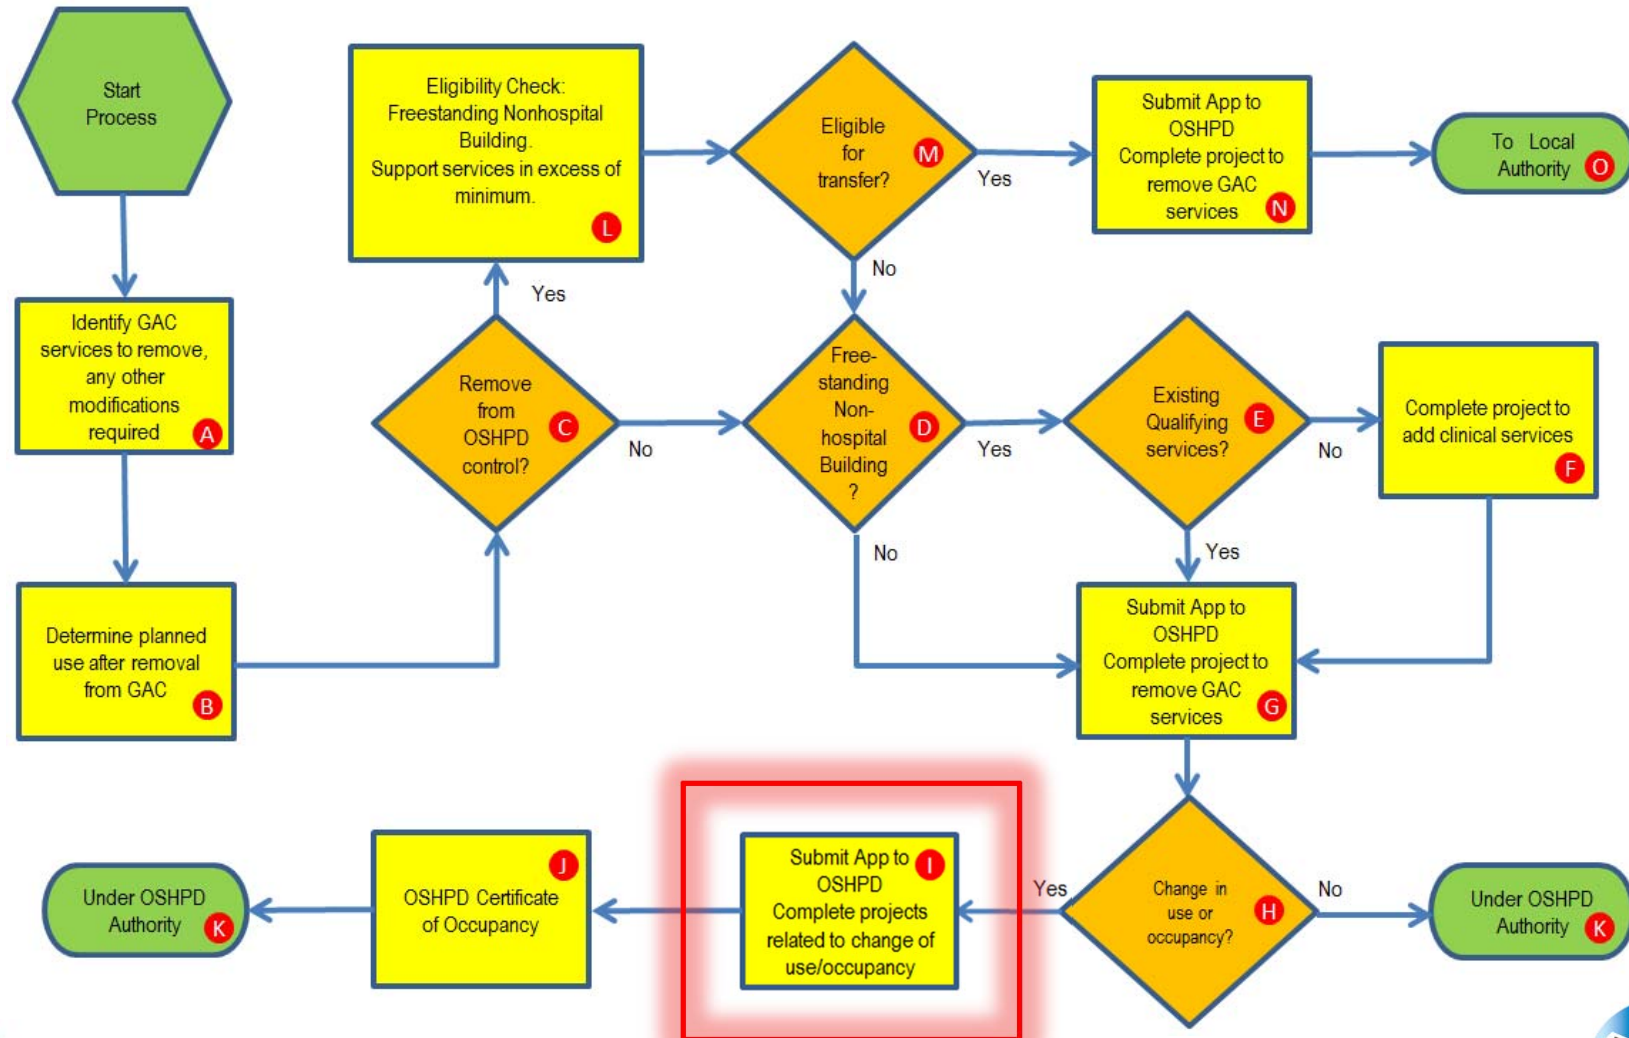 Start
Process
Identify GAC
services to remove,
any other
modifications
required
A
Determine planned
use after removal
from GAC
B
Remove
from
OSHPD
control?
C
Yes
No
Eligibility Check:
Freestanding Nonhospital
Building.
Support services in excess of
minimum.
L
Eligible
for
transfer?
M
Yes
No
Submit App to
OSHPD
Complete project to
remove GAC
services
N
To Local
Authority
O
Free-
standing
Non-
hospital
Building
?
D
Yes
No
Existing
Qualifying
services?
E
No
Yes
Complete project to
add clinical services
F
Submit App to
OSHPD
Complete project to
remove GAC
services
G
Change in
use or
occupancy?
H
No
Under OSHPD
Authority
K
Yes
Submit App to
OSHPD
Complete projects
related to change of
use/occupancy
I
OSHPD Certificate
of Occupancy
J
Under OSHPD
Authority
K